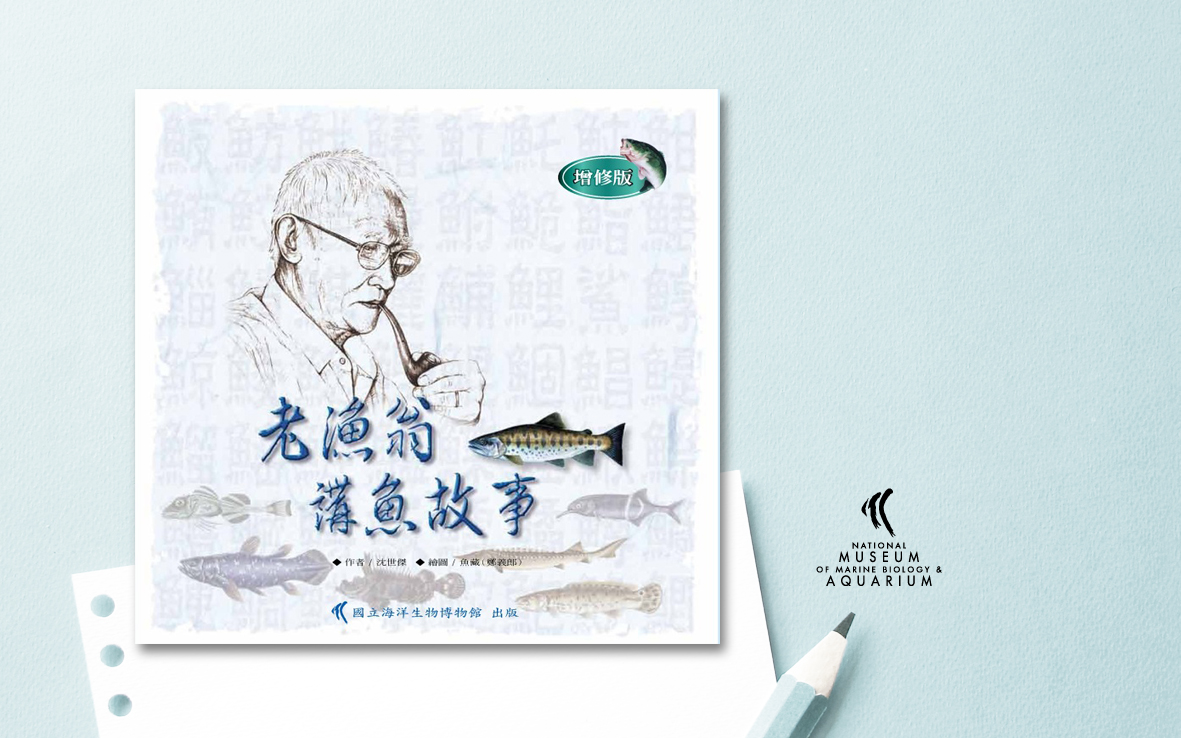 增修版
老漁翁
講魚故事
◆ 作者 / 沈世傑 ◆ 繪圖 / 魚藏(鄭義郎)
國立海洋生物博物館 出版
NATIONAL
MUSEUM
OF MARINE BIOLOGY &
AQUARIUM